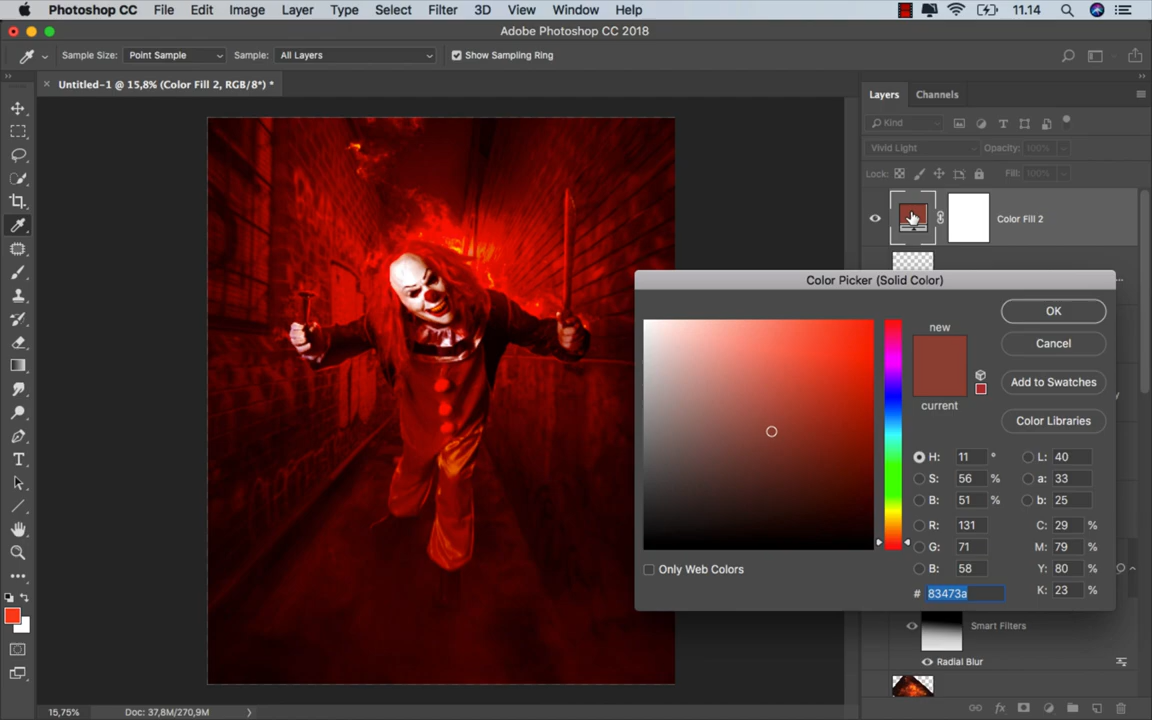 Photoshop CC File Edit Image Layer Type Select Filter 3D View Window Help 11.14
Adobe Photoshop CC 2018
Sample Size: Point Sample Sample: All Layers Show Sampling Ring
Untitled-1 @ 15,8% (Color Fill 2, RGB/8*) *
Layers Channels
Kind
Vivid Light Opacity: 100%
Lock: Fill: 100%
Color Fill 2
Color Picker (Solid Color)
new
current
OK
Cancel
Add to Swatches
Color Libraries
H: 11 ° L: 40
S: 56 % a: 33
B: 51 % b: 25
R: 131 C: 29 %
G: 71 M: 79 %
B: 58 Y: 80 %
# 83473a K: 23 %
Only Web Colors
Smart Filters
Radial Blur
15,75% Doc: 37,8M/270,9M